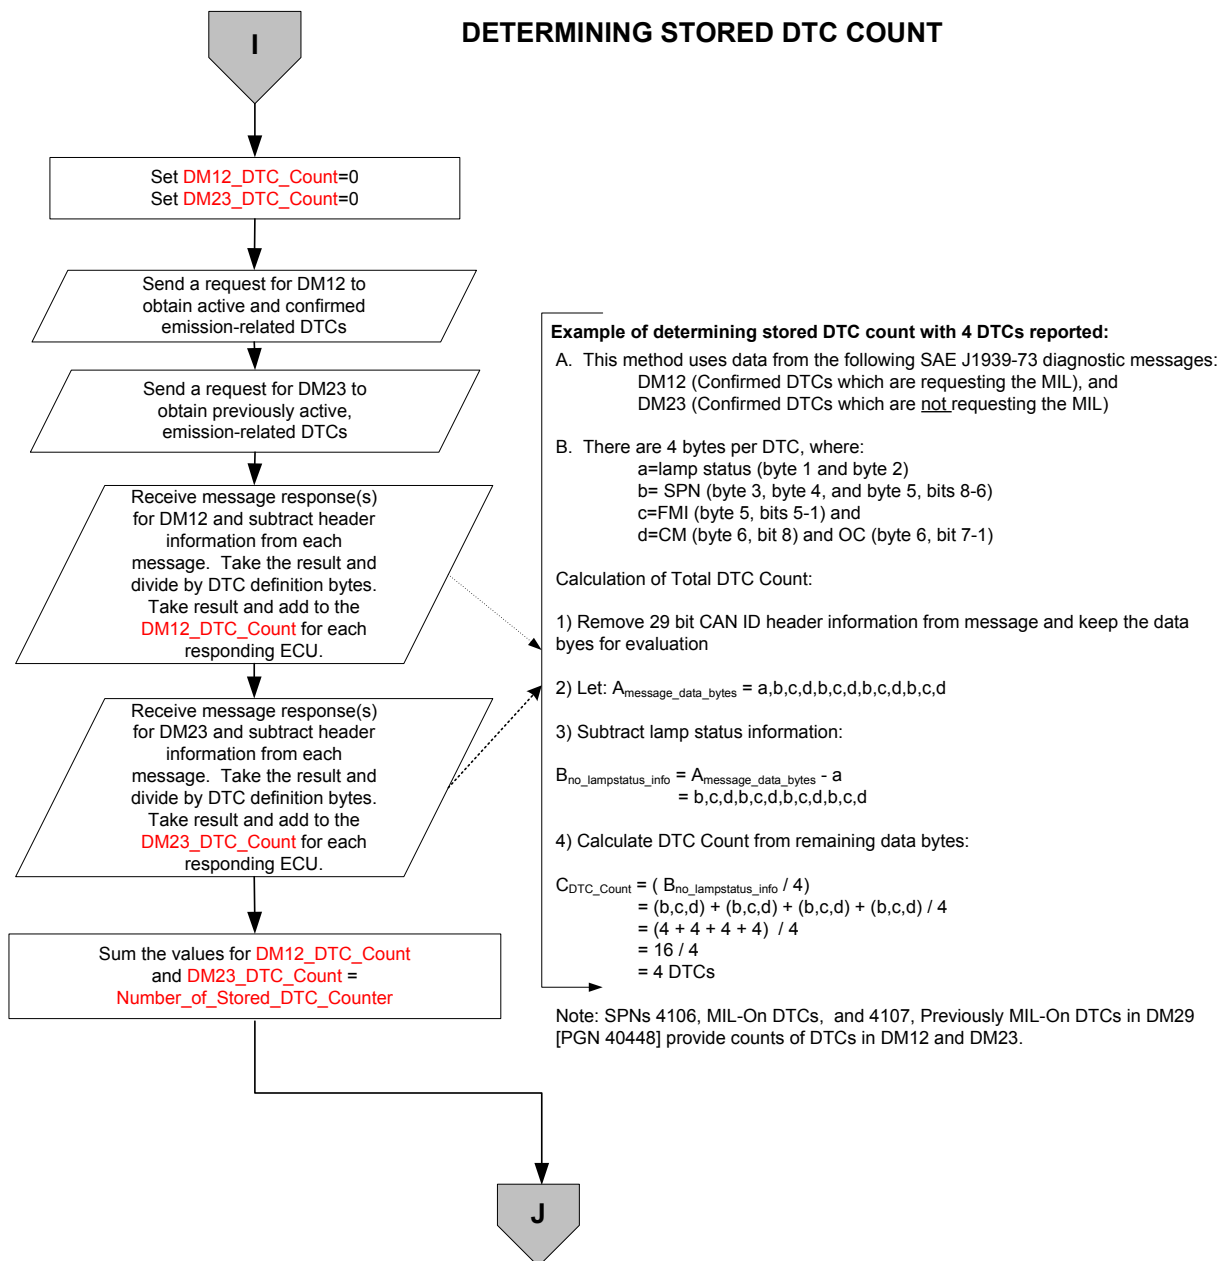 I
DETERMINING STORED DTC COUNT
Set DM12_DTC_Count=0
Set DM23_DTC_Count=0
Send a request for DM12 to
obtain active and confirmed
emission-related DTCs
Send a request for DM23 to
obtain previously active,
emission-related DTCs
Receive message response(s)
for DM12 and subtract header
information from each
message. Take the result and
divide by DTC definition bytes.
Take result and add to the
DM12_DTC_Count for each
responding ECU.
Receive message response(s)
for DM23 and subtract header
information from each
message. Take the result and
divide by DTC definition bytes.
Take result and add to the
DM23_DTC_Count for each
responding ECU.
Sum the values for DM12_DTC_Count
and DM23_DTC_Count =
Number_of_Stored_DTC_Counter
Example of determining stored DTC count with 4 DTCs reported:
A. This method uses data from the following SAE J1939-73 diagnostic messages:
DM12 (Confirmed DTCs which are requesting the MIL), and
DM23 (Confirmed DTCs which are not requesting the MIL)
B. There are 4 bytes per DTC, where:
a=lamp status (byte 1 and byte 2)
b= SPN (byte 3, byte 4, and byte 5, bits 8-6)
c=FMI (byte 5, bits 5-1) and
d=CM (byte 6, bit 8) and OC (byte 6, bit 7-1)
Calculation of Total DTC Count:
1) Remove 29 bit CAN ID header information from message and keep the data
byes for evaluation
2) Let: Amessage_data_bytes = a,b,c,d,b,c,d,b,c,d,b,c,d
3) Subtract lamp status information:
Bno_lampstatus_info = Amessage_data_bytes - a
= b,c,d,b,c,d,b,c,d,b,c,d
4) Calculate DTC Count from remaining data bytes:
CDTC_Count = ( Bno_lampstatus_info / 4)
= (b,c,d) + (b,c,d) + (b,c,d) + (b,c,d) / 4
= (4 + 4 + 4 + 4) / 4
= 16 / 4
= 4 DTCs
Note: SPNs 4106, MIL-On DTCs, and 4107, Previously MIL-On DTCs in DM29
[PGN 40448] provide counts of DTCs in DM12 and DM23.
J